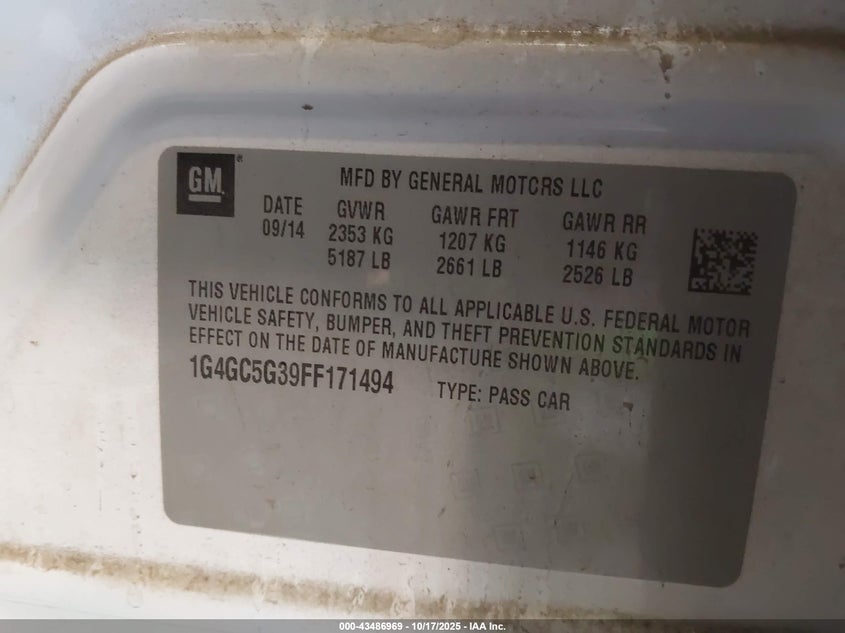 GM
MFD BY GENERAL MOTORS LLC
DATE GVWR GAWR FRT GAWR RR
09/14 2353 KG 1207 KG 1146 KG
5187 LB 2661 LB 2526 LB
THIS VEHICLE CONFORMS TO ALL APPLICABLE U.S. FEDERAL MOTOR
VEHICLE SAFETY, BUMPER, AND THEFT PREVENTION STANDARDS IN
EFFECT ON THE DATE OF MANUFACTURE SHOWN ABOVE.
1G4GC5G39FF171494 TYPE: PASS CAR
000-43486969 | 10/17/2025 - IAA Inc.